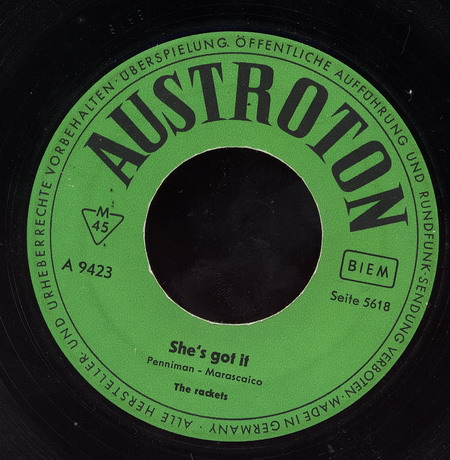 ALLE HERSTELLER- UND URHEBERRECHTE VORBEHALTEN · ÜBERSPIELUNG, ÖFFENTLICHE AUFFÜHRUNG UND RUNDFUNK-SENDUNG VERBOTEN · MADE IN GERMANY ·
AUSTROTON
M
45
BIEM
A 9423
Seite 5618
She's got it
Penniman - Marascaico
The rackets